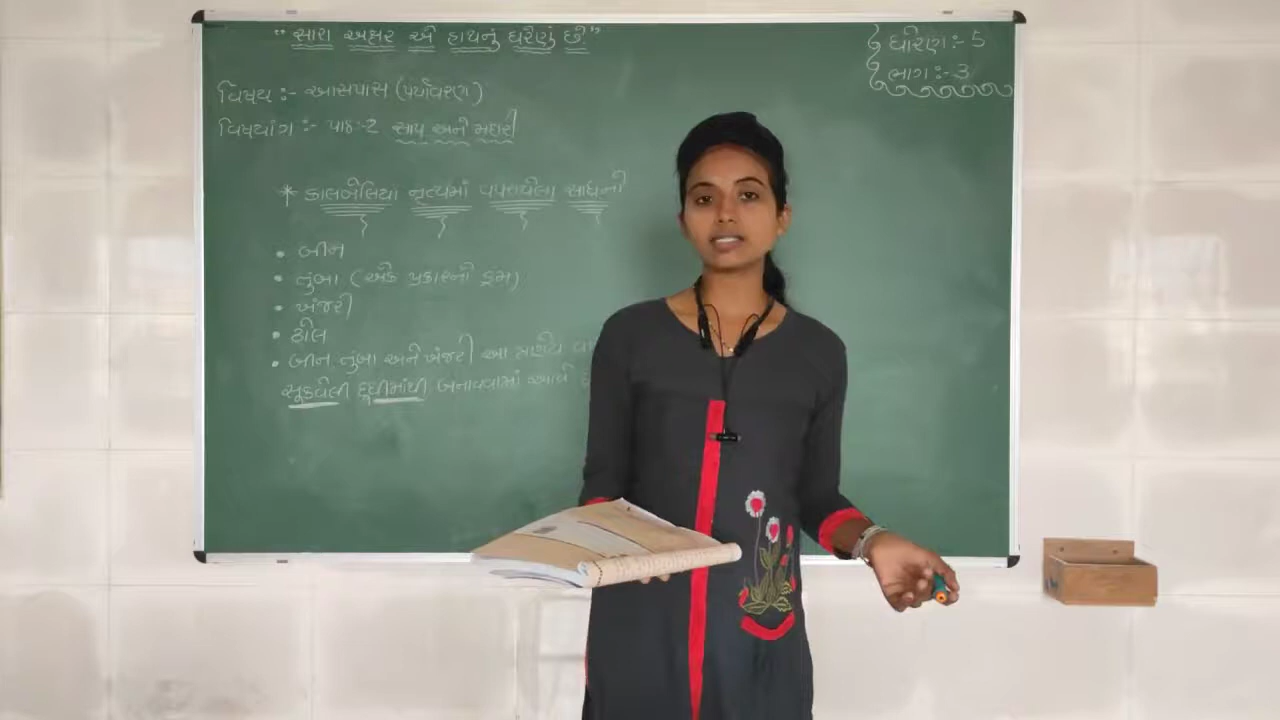 "સારા અક્ષર એ હાથનું ઘરેણું છે"
ધોરણ :- 5
ભાગ :- 3
વિષય :- આસપાસ (પર્યાવરણ)
વિષયાંગ :- પાઠ :-2 સાપ અને મદારી
* કાલબેલિયા નૃત્યમાં વપરાયેલા સાધનો
• બીન
• તુંબા (એક પ્રકારનો ડ્રમ)
• ખંજરી
• ઢોલ
• બીન તુંબા અને ખંજરી આ ત્રણેય
સૂકવેલી દૂધીમાંથી બનાવવામાં આવે